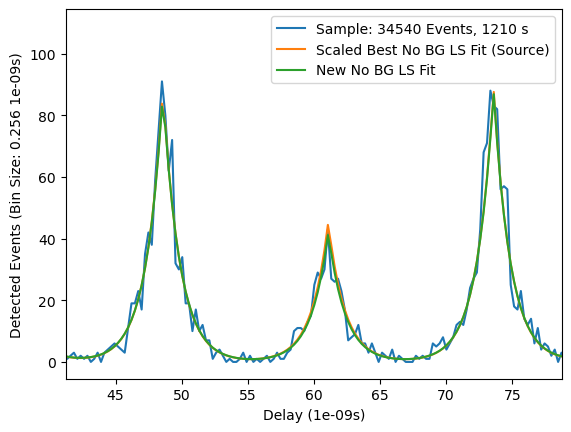 Sample: 34540 Events, 1210 s
Scaled Best No BG LS Fit (Source)
New No BG LS Fit
Detected Events (Bin Size: 0.256 1e-09s)
100
80
60
40
20
0
45 50 55 60 65 70 75
Delay (1e-09s)